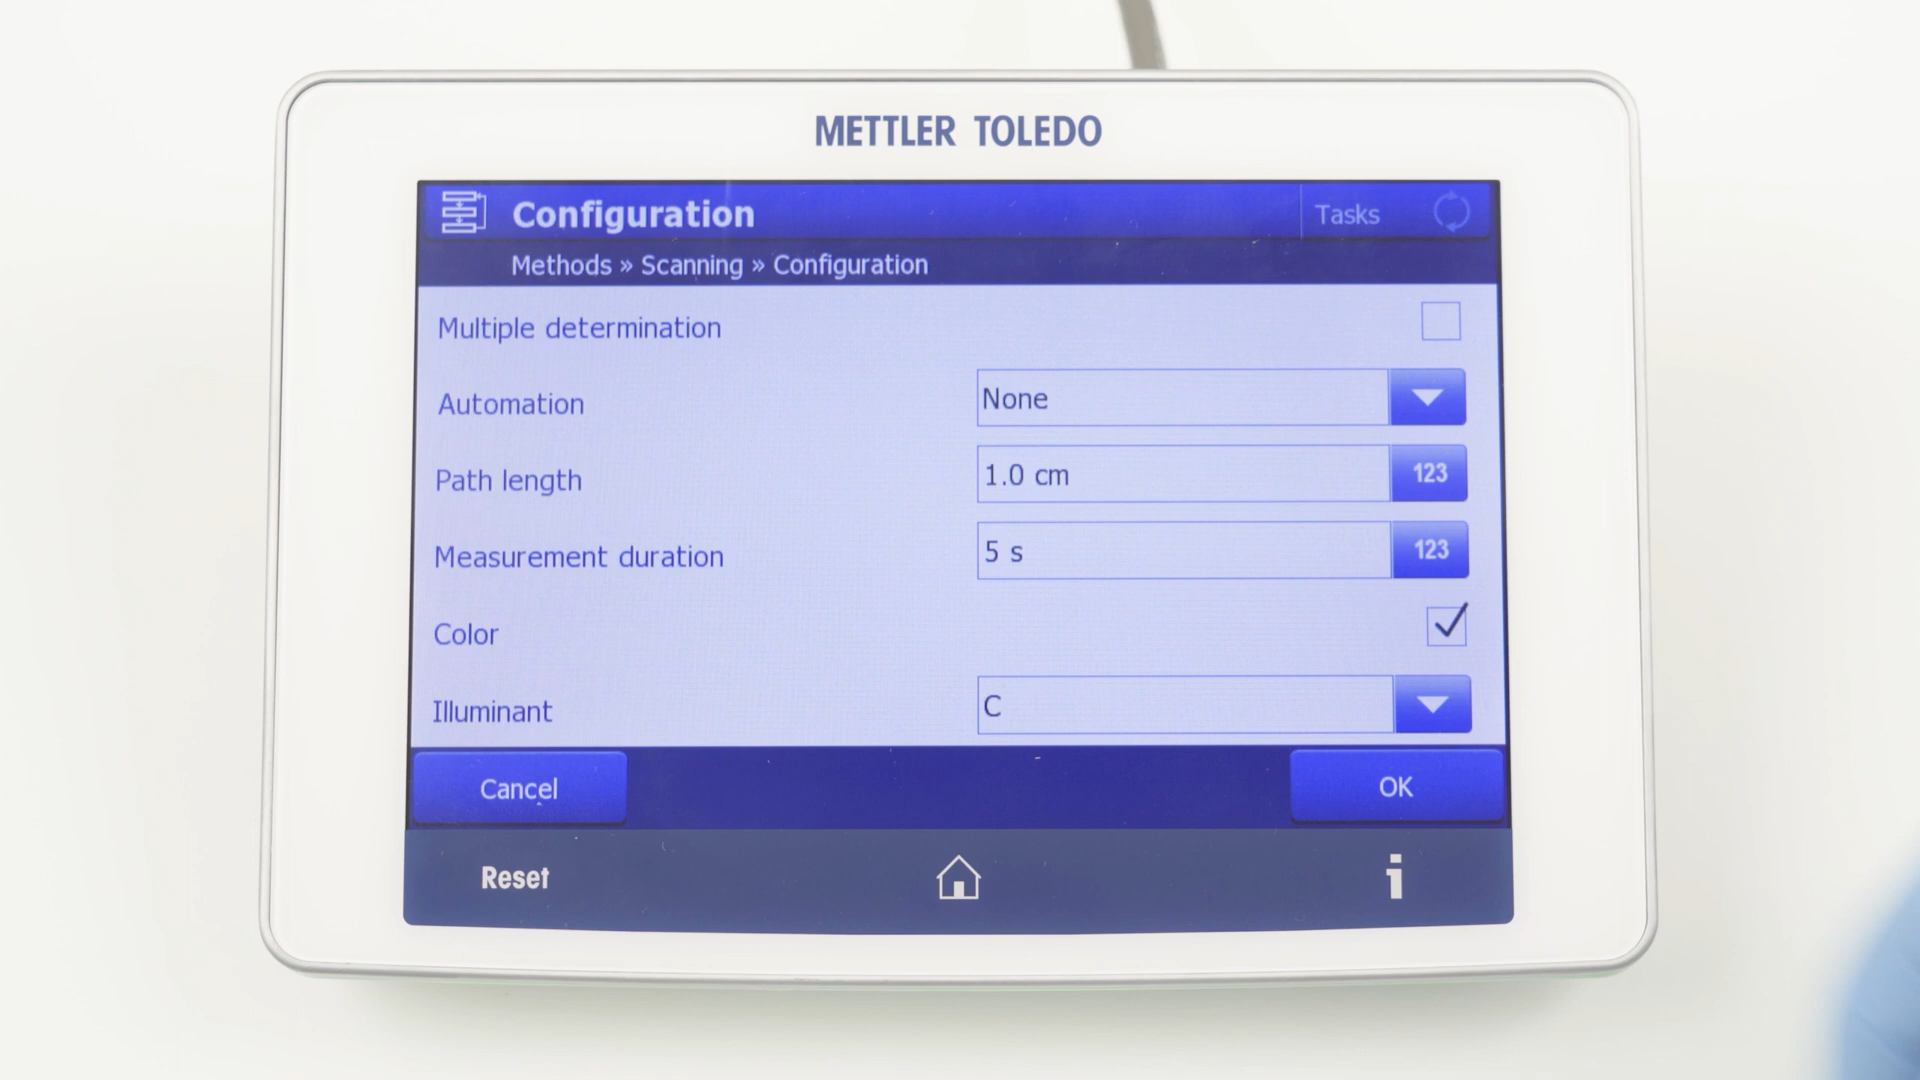 METTLER TOLEDO
Configuration
Tasks
Methods » Scanning » Configuration
Multiple determination
Automation
None
Path length
1.0 cm
123
Measurement duration
5 s
123
Color
Illuminant
C
Cancel
OK
Reset
i